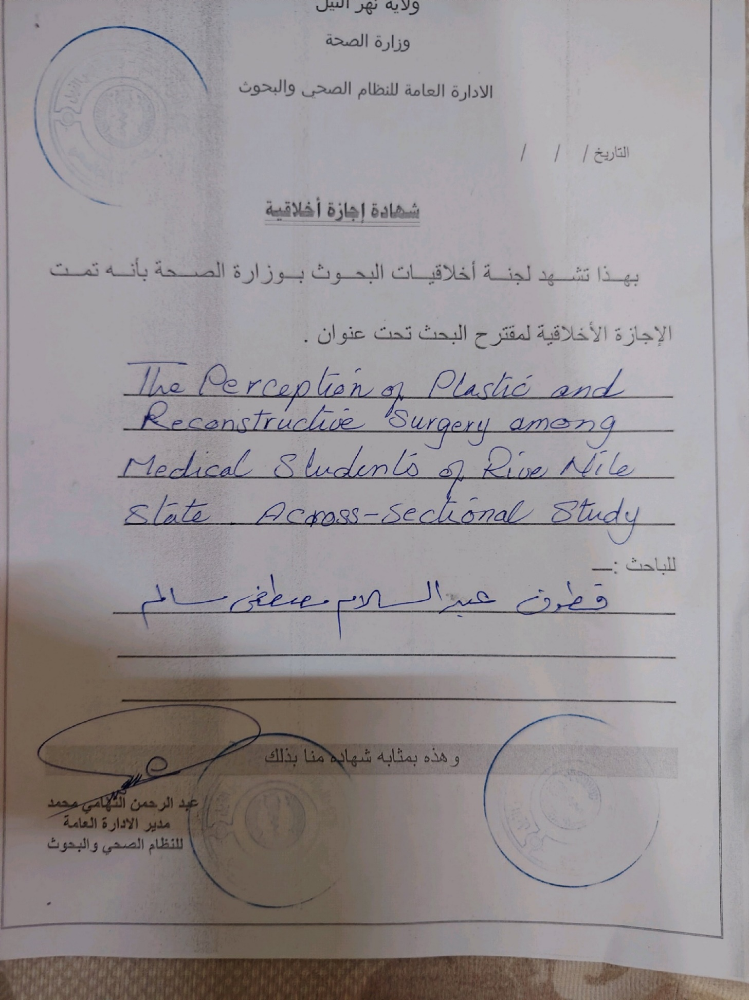 ولاية نهر النيل
وزارة الصحة
الادارة العامة للنظام الصحي والبحوث
التاريخ / / /
شهادة إجازة أخلاقية
بهذا تشهد لجنة أخلاقيات البحوث بوزارة الصحة بأنه تمت
الإجازة الأخلاقية لمقترح البحث تحت عنوان .
The Perception of Plastic and
Reconstructive Surgery among
Medical Students of Rive Nile
State . Across-Sectional Study
للباحث :ــ
قطوف عبد السلام مصطفى سالم
وهذه بمثابه شهاده منا بذلك
عبد الرحمن التهامي محمد
مدير الادارة العامة
للنظام الصحي والبحوث